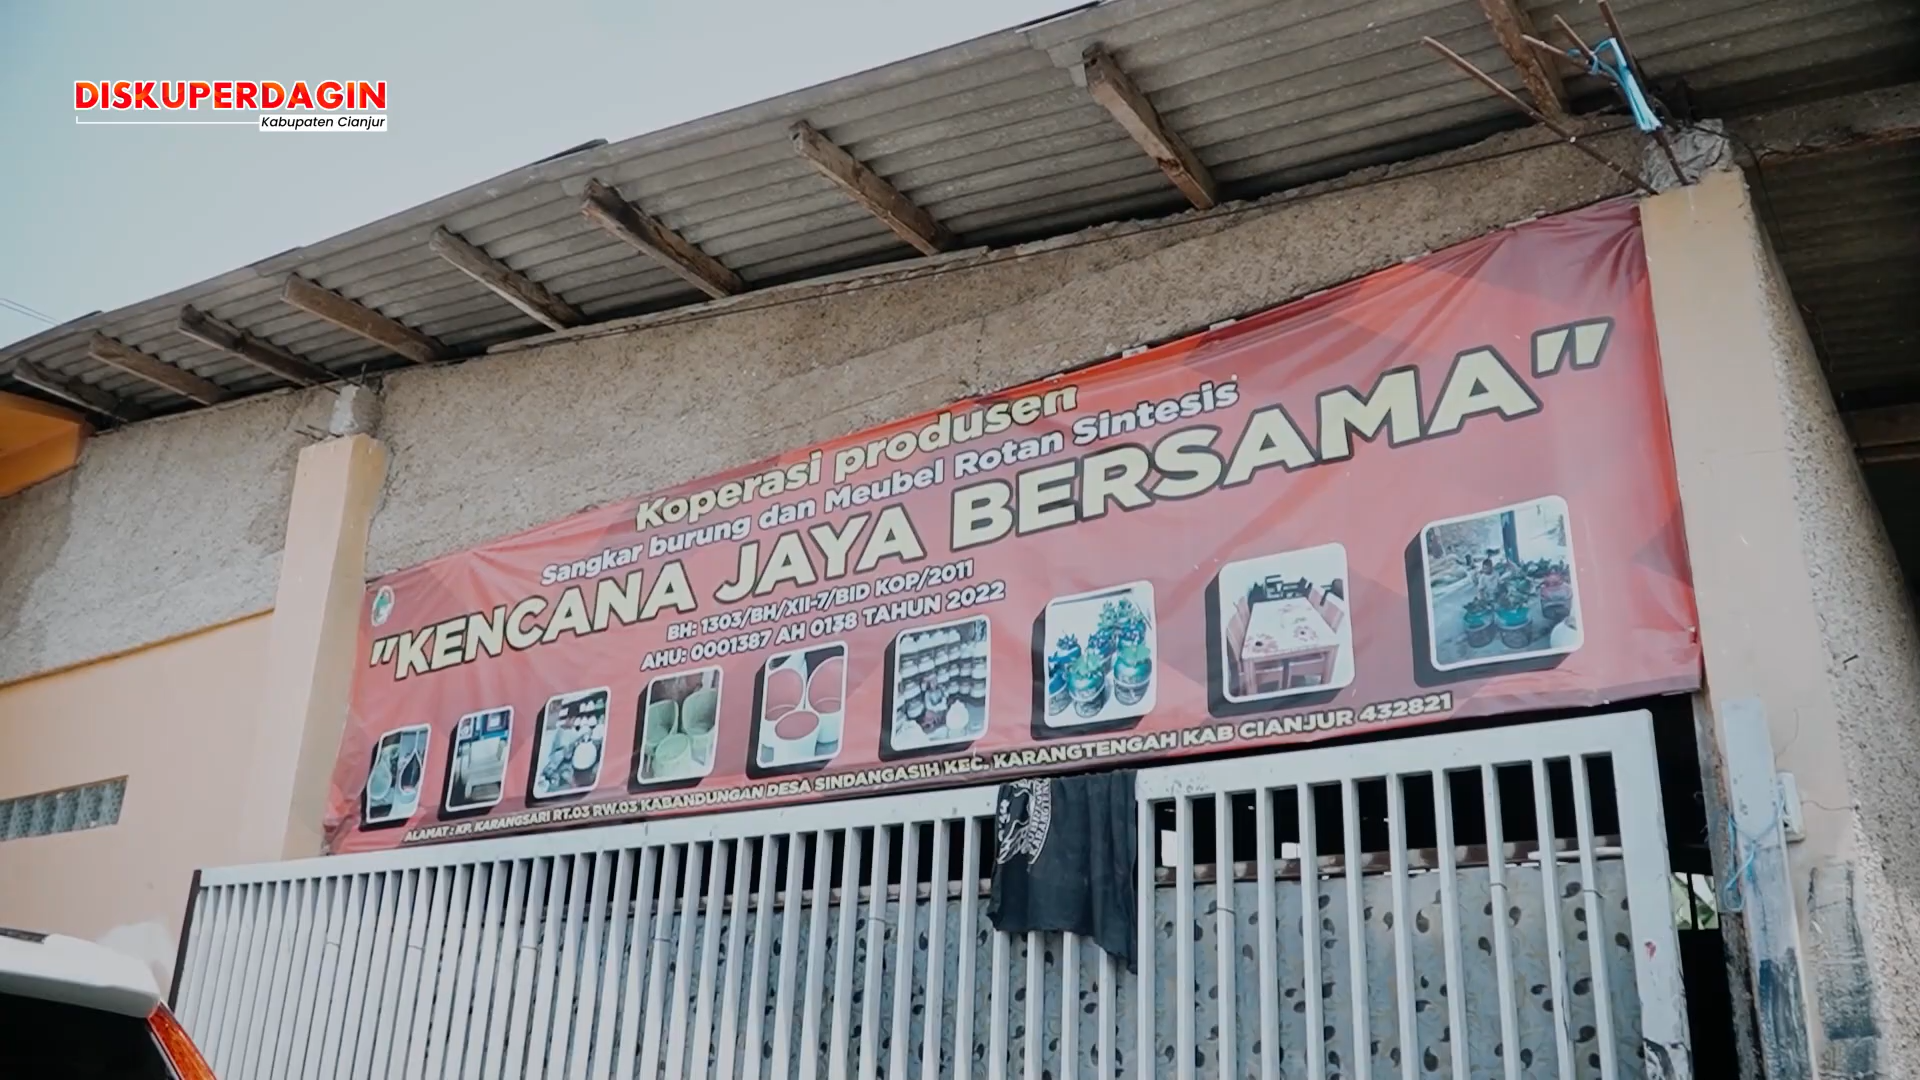 DISKUPERDAGIN
Kabupaten Cianjur
Koperasi produsen
Sangkar burung dan Meubel Rotan Sintesis
"KENCANA JAYA BERSAMA"
BH: 1303/BH/XII-7/BID KOP/2011
AHU: 0001387 AH 0138 TAHUN 2022
ALAMAT : KP. KARANGSARI RT.03 RW.03 KABANDUNGAN DESA SINDANGASIH KEC. KARANGTENGAH KAB CIANJUR 432821